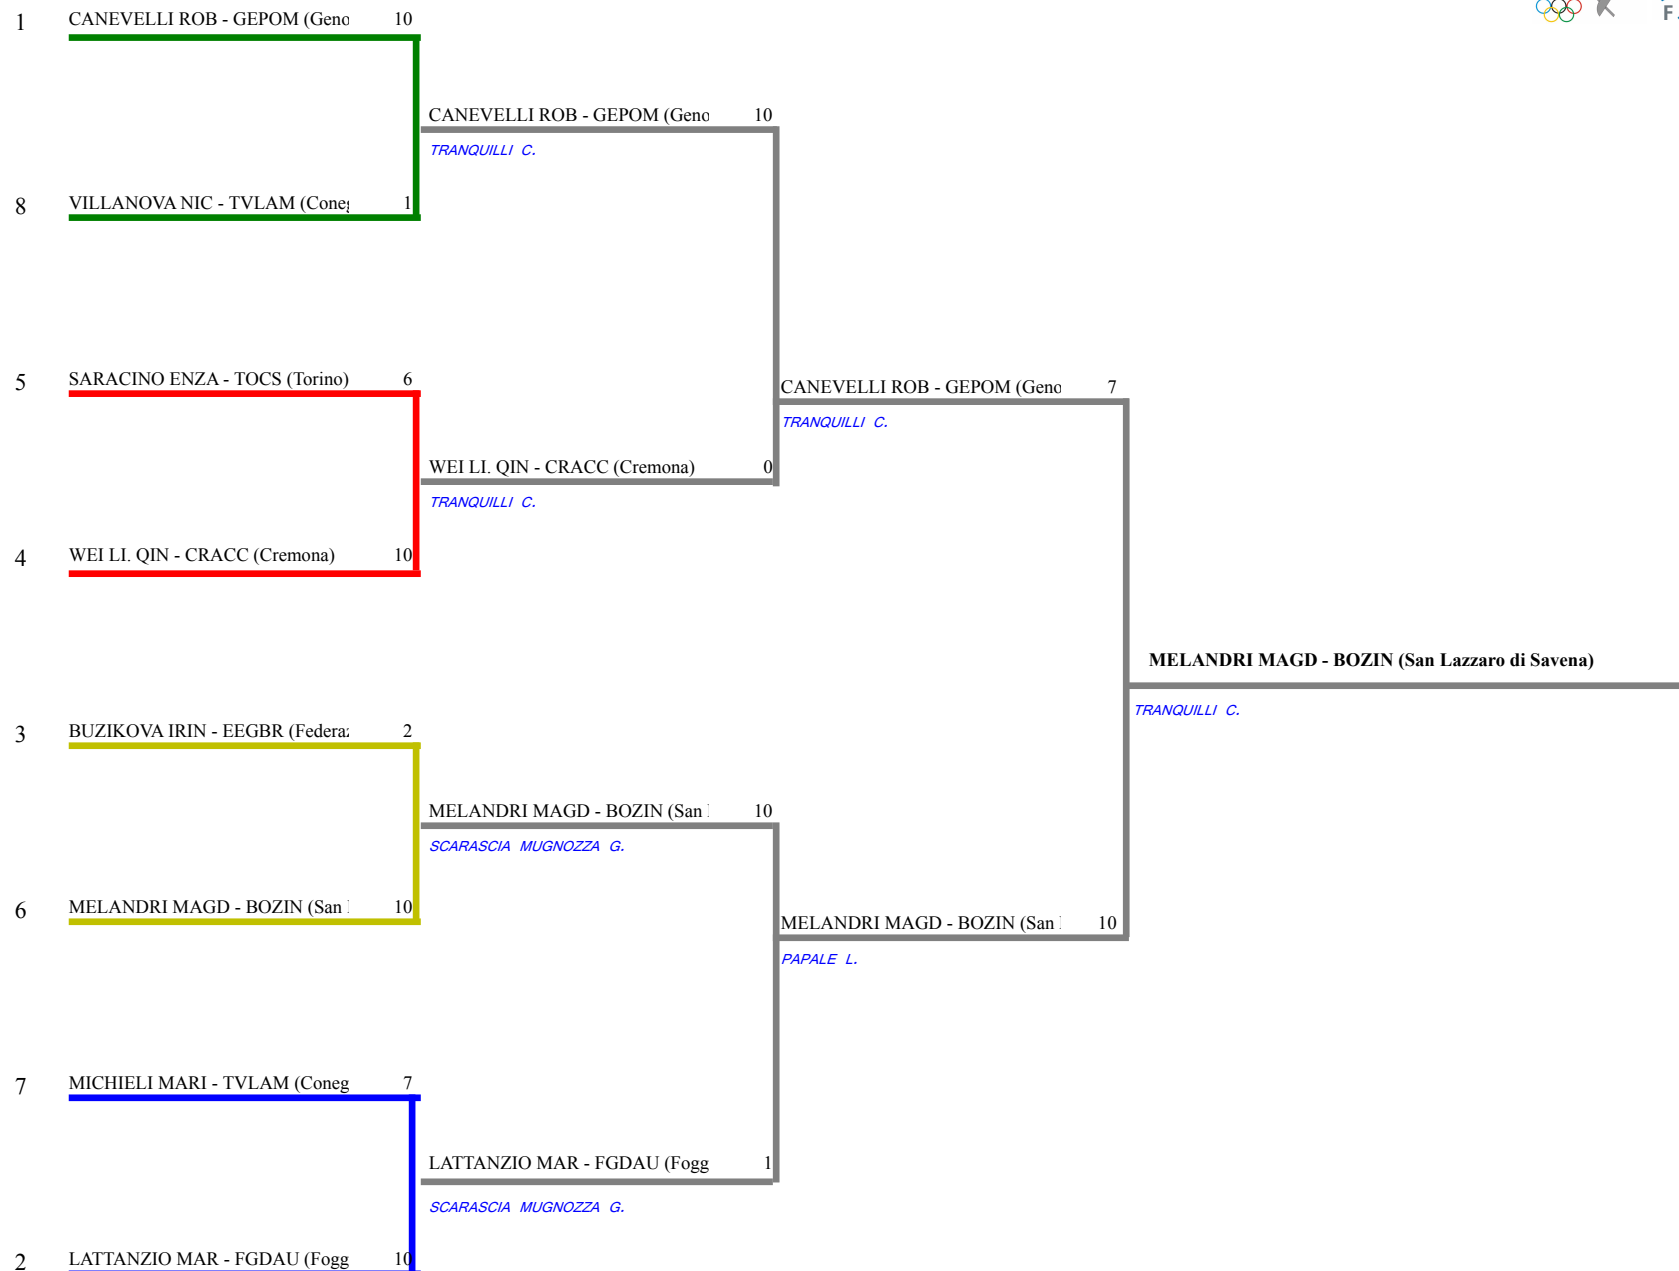 F
1 CANEVELLI ROB - GEPOM (Geno 10
CANEVELLI ROB - GEPOM (Geno 10
TRANQUILLI C.
8 VILLANOVA NIC - TVLAM (Coneg 1
5 SARACINO ENZA - TOCS (Torino) 6
CANEVELLI ROB - GEPOM (Geno 7
TRANQUILLI C.
WEI LI. QIN - CRACC (Cremona) 0
TRANQUILLI C.
4 WEI LI. QIN - CRACC (Cremona) 10
MELANDRI MAGD - BOZIN (San Lazzaro di Savena)
TRANQUILLI C.
3 BUZIKOVA IRIN - EEGBR (Federaz 2
MELANDRI MAGD - BOZIN (San 10
SCARASCIA MUGNOZZA G.
6 MELANDRI MAGD - BOZIN (San 10
MELANDRI MAGD - BOZIN (San 10
PAPALE L.
7 MICHIELI MARI - TVLAM (Coneg 7
LATTANZIO MAR - FGDAU (Fogg 1
SCARASCIA MUGNOZZA G.
2 LATTANZIO MAR - FGDAU (Fogg 10